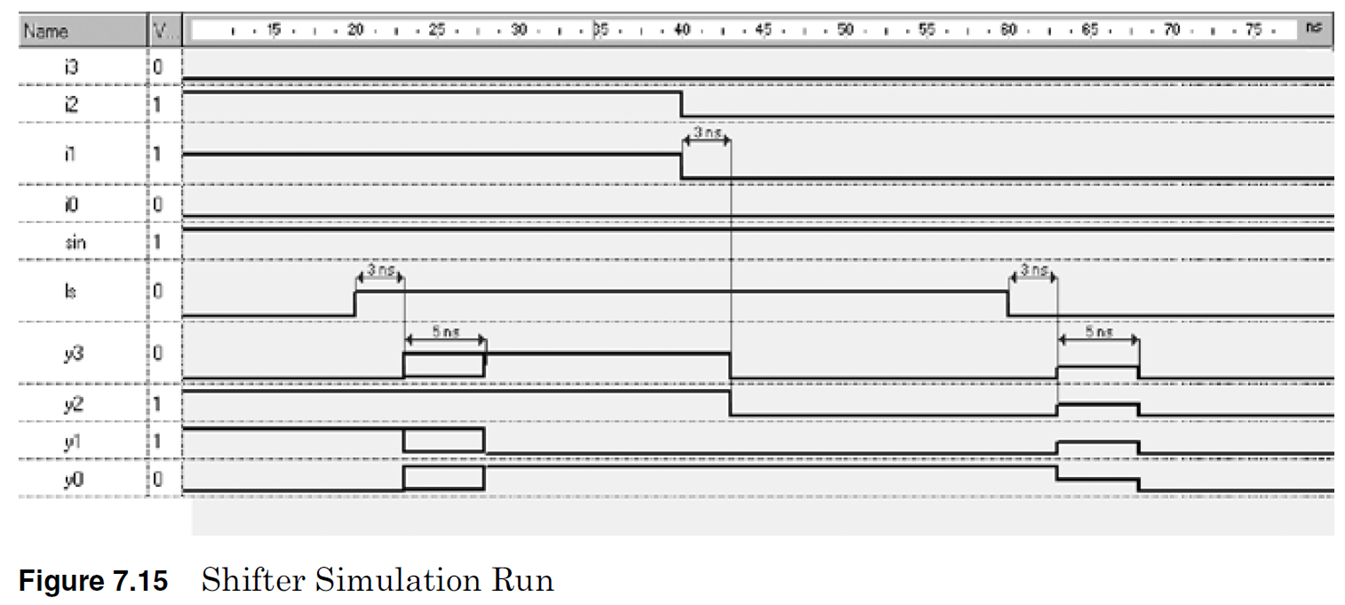 Name V... 15 20 25 30 35 40 45 50 55 60 65 70 75 ns
i3 0
i2 1
3 ns
i1 1
i0 0
sin 1
3 ns 3 ns
ls 0
5 ns 5 ns
y3 0
y2 1
y1 1
y0 0
Figure 7.15 Shifter Simulation Run